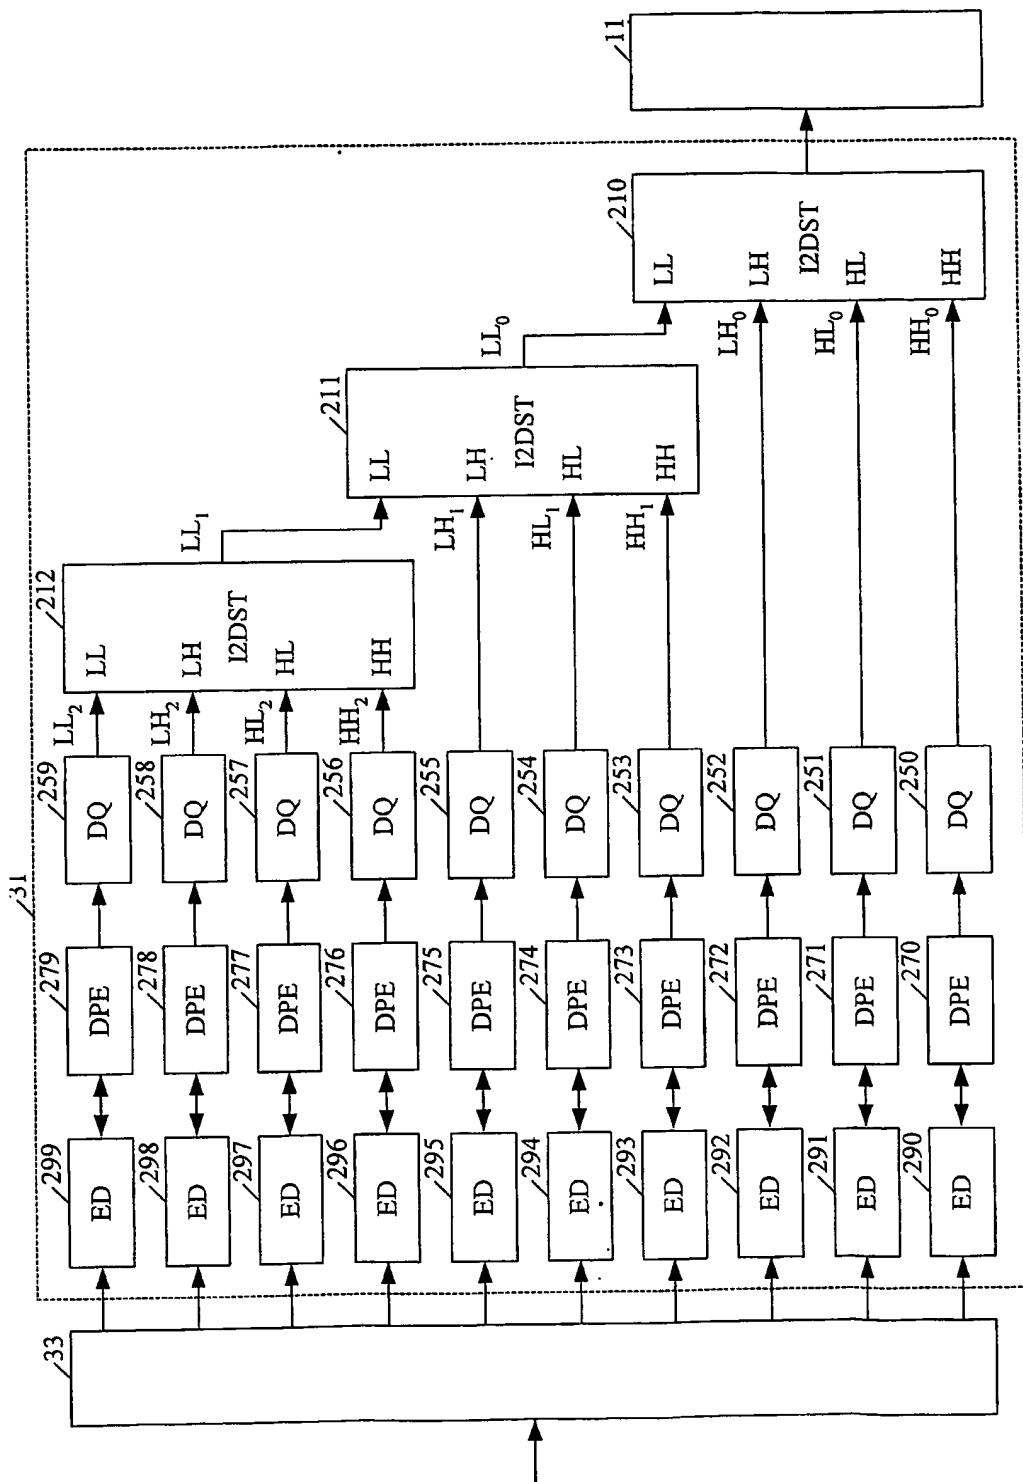 33
31
299
ED
279
DPE
259
DQ
LL2
298
ED
278
DPE
258
DQ
LH2
297
ED
277
DPE
257
DQ
HL2
296
ED
276
DPE
256
DQ
HH2
212
LL
LH
I2DST
HL
HH
LL1
295
ED
275
DPE
255
DQ
LH1
294
ED
274
DPE
254
DQ
HL1
293
ED
273
DPE
253
DQ
HH1
211
LL
LH
I2DST
HL
HH
LL0
292
ED
272
DPE
252
DQ
LH0
291
ED
271
DPE
251
DQ
HL0
290
ED
270
DPE
250
DQ
HH0
210
LL
LH
I2DST
HL
HH
11